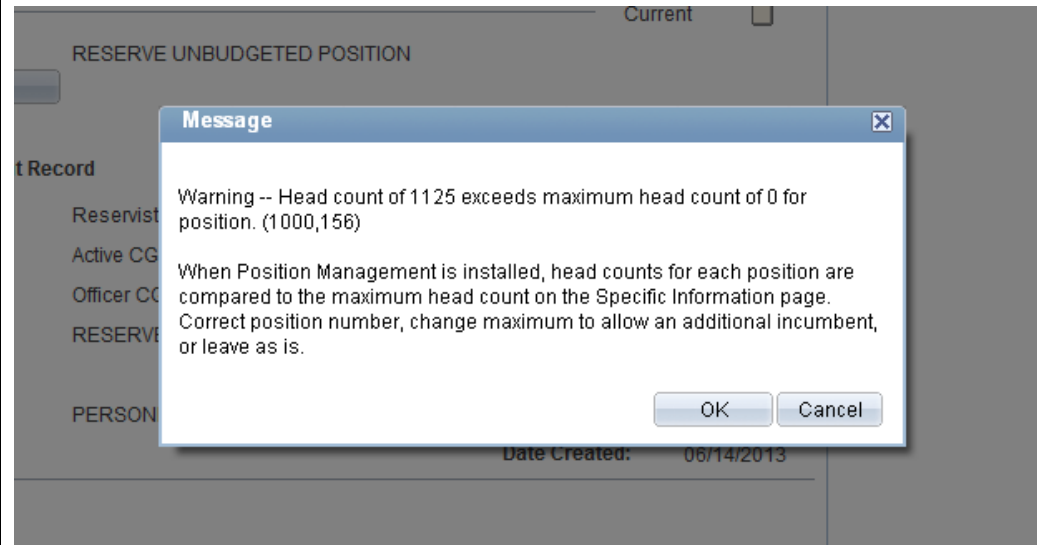 Current
RESERVE UNBUDGETED POSITION
Message
t Record
Warning -- Head count of 1125 exceeds maximum head count of 0 for
position. (1000,156)
Reservist
Active CG
When Position Management is installed, head counts for each position are
Officer CG
compared to the maximum head count on the Specific Information page.
Correct position number, change maximum to allow an additional incumbent,
RESERVE
or leave as is.
PERSON
OK Cancel
Date Created: 06/14/2013